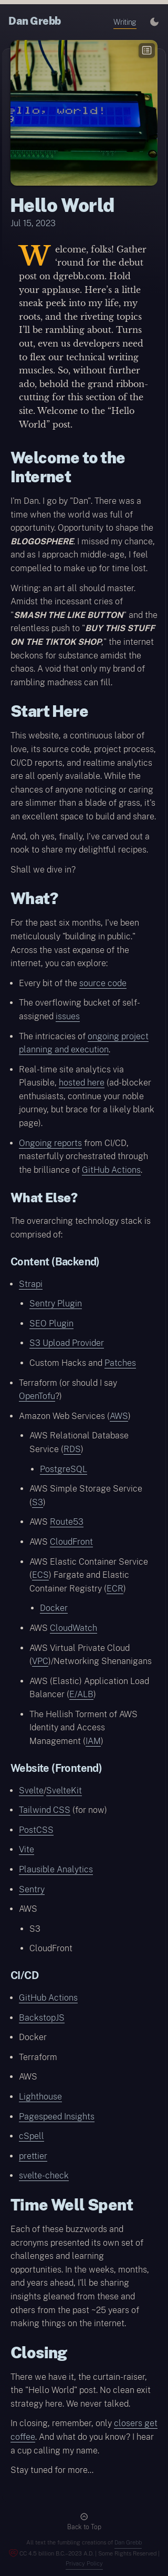 Dan Grebb
Writing
Hello, world!
Hello World
Jul 15, 2023
Welcome, folks! Gather
‘round for the debut
post on grebb.com. Hold
your applause. Here’s a little
sneak peek into my life, my
roots, and the riveting topics
I’ll be rambling about. Turns
out, even us developers need
to flex our technical writing
muscles. So, without further
ado, behold the grand ribbon-
cutting for this section of the
site. Welcome to the “Hello
World” post.
Welcome to the
Internet
I’m Dan. I go by "Dan". There was a
time when the world was full of
opportunity. Opportunity to shape the
BLOGOSPHERE. I missed my chance,
and as I approach middle-age, I feel
compelled to make up for time lost.
Writing: an art all should master.
Amidst the incessant cries of
“SMASH THE LIKE BUTTON” and the
relentless push to “BUY THIS STUFF
ON THE TIKTOK SHOP,” the internet
beckons for substance amidst the
chaos. A void that only my brand of
rambling madness can fill.
Start Here
This website, a continuous labor of
love, its source code, project process,
CI/CD reports, and realtime analytics
are all openly available. While the
chances of anyone noticing or caring
are slimmer than a blade of grass, it’s
an excellent space to build and share.
And, oh yes, finally, I’ve carved out a
nook to share my delightful recipes.
Shall we dive in?
What?
For the past six months, I’ve been
meticulously “building in public.”
Across the vast expanse of the
internet, you can explore:
Every bit of the source code
The overflowing bucket of self-
assigned issues
The intricacies of ongoing project
planning and execution.
Real-time site analytics via
Plausible, hosted here (ad-blocker
enthusiasts, continue your noble
journey, but brace for a likely blank
page).
Ongoing reports from CI/CD,
masterfully orchestrated through
the brilliance of GitHub Actions.
What Else?
The overarching technology stack is
comprised of:
Content (Backend)
Strapi
Sentry Plugin
SEO Plugin
S3 Upload Provider
Custom Hacks and Patches
Terraform (or should I say
OpenTofu?)
Amazon Web Services (AWS)
AWS Relational Database
Service (RDS)
PostgreSQL
AWS Simple Storage Service
(S3)
AWS Route53
AWS CloudFront
AWS Elastic Container Service
(ECS) Fargate and Elastic
Container Registry (ECR)
Docker
AWS CloudWatch
AWS Virtual Private Cloud
(VPC)/Networking Shenanigans
AWS (Elastic) Application Load
Balancer (E/ALB)
The Hellish Torment of AWS
Identity and Access
Management (IAM)
Website (Frontend)
Svelte/SvelteKit
Tailwind CSS (for now)
PostCSS
Vite
Plausible Analytics
Sentry
AWS
S3
CloudFront
CI/CD
GitHub Actions
BackstopJS
Docker
Terraform
AWS
Lighthouse
Pagespeed Insights
cSpell
prettier
svelte-check
Time Well Spent
Each of these buzzwords and
acronyms presented its own set of
challenges and learning
opportunities. In the weeks, months,
and years ahead, I’ll be sharing
insights gleaned from these and
others from the past ~25 years of
making things on the internet.
Closing
There we have it, the curtain-raiser,
the "Hello World" post. No clean exit
strategy here. We never talked.
In closing, remember, only closers get
coffee. And what do you know? I hear
a cup calling my name.
Stay tuned for more...
Back to Top
Privacy Policy